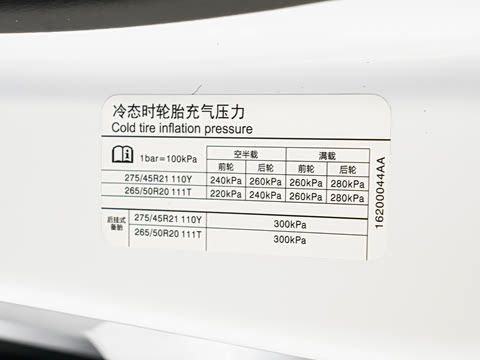 冷态时轮胎充气压力
Cold tire inflation pressure
1bar=100kPa 空半载 满载
前轮 后轮 前轮 后轮
275/45R21 110Y 240kPa 260kPa 260kPa 280kPa
265/50R20 111T 220kPa 240kPa 260kPa 280kPa
后挂式备胎 275/45R21 110Y 300kPa
265/50R20 111T 300kPa
16200044AA